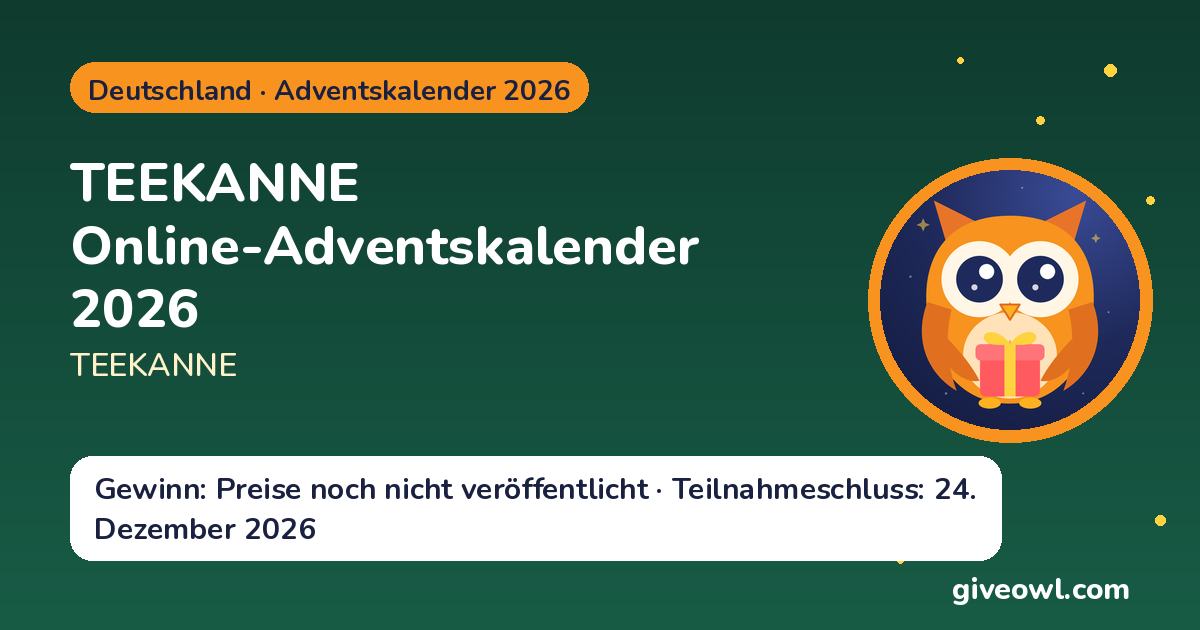 Deutschland · Adventskalender 2026
TEEKANNE
Online-Adventskalender
2026
TEEKANNE
Gewinn: Preise noch nicht veröffentlicht · Teilnahmeschluss: 24.
Dezember 2026
giveowl.com